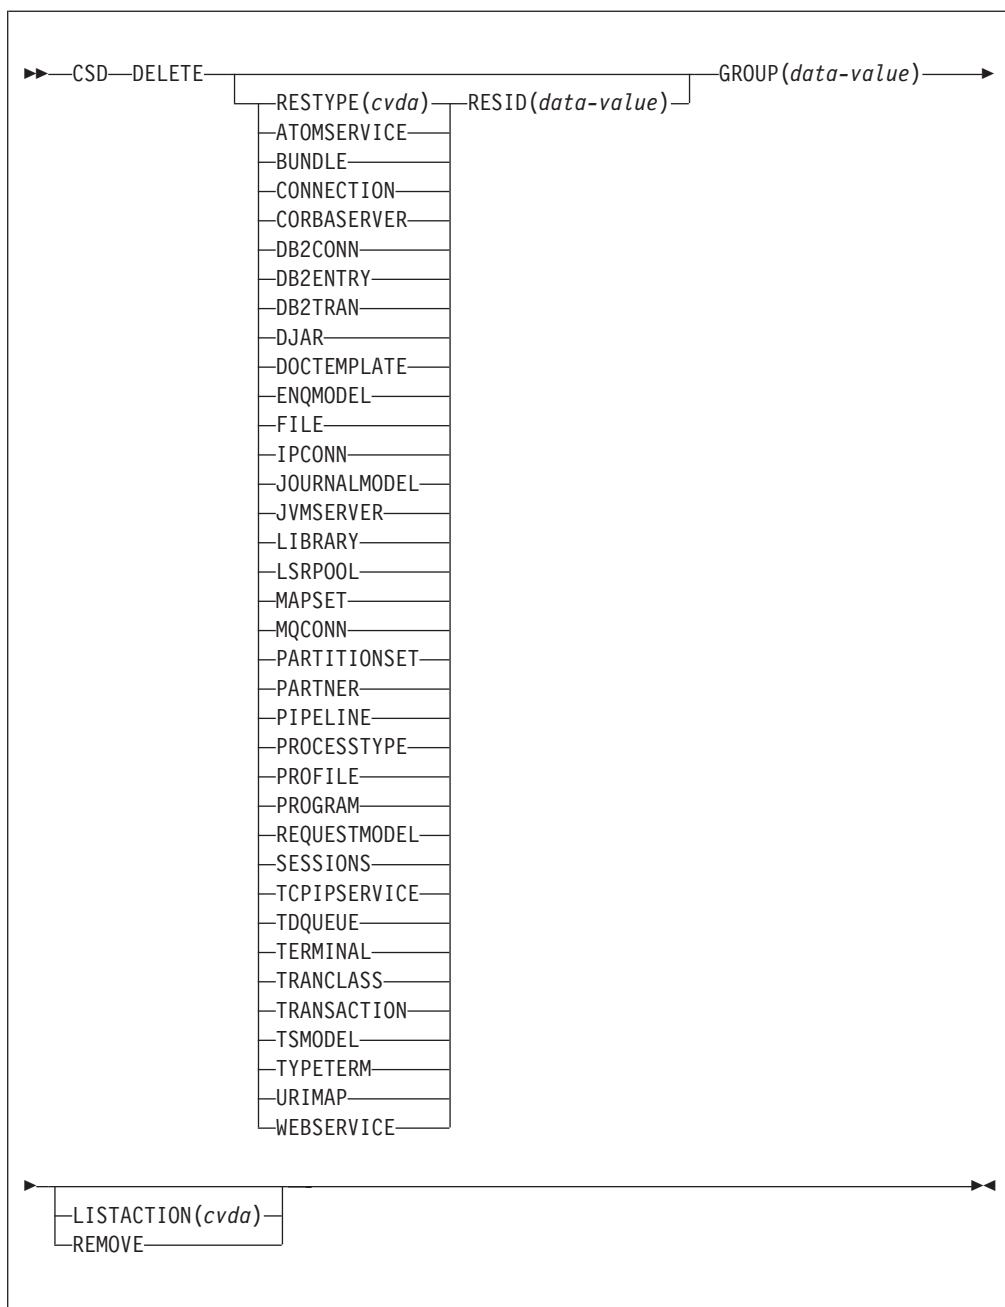 CSD DELETE GROUP(data-value)
RESTYPE(cvda) RESID(data-value)
ATOMSERVICE
BUNDLE
CONNECTION
CORBASERVER
DB2CONN
DB2ENTRY
DB2TRAN
DJAR
DOCTEMPLATE
ENQMODEL
FILE
IPCONN
JOURNALMODEL
JVMSERVER
LIBRARY
LSRPOOL
MAPSET
MQCONN
PARTITIONSET
PARTNER
PIPELINE
PROCESSTYPE
PROFILE
PROGRAM
REQUESTMODEL
SESSIONS
TCPIPSERVICE
TDQUEUE
TERMINAL
TRANCLASS
TRANSACTION
TSMODEL
TYPETERM
URIMAP
WEBSERVICE
LISTACTION(cvda)
REMOVE